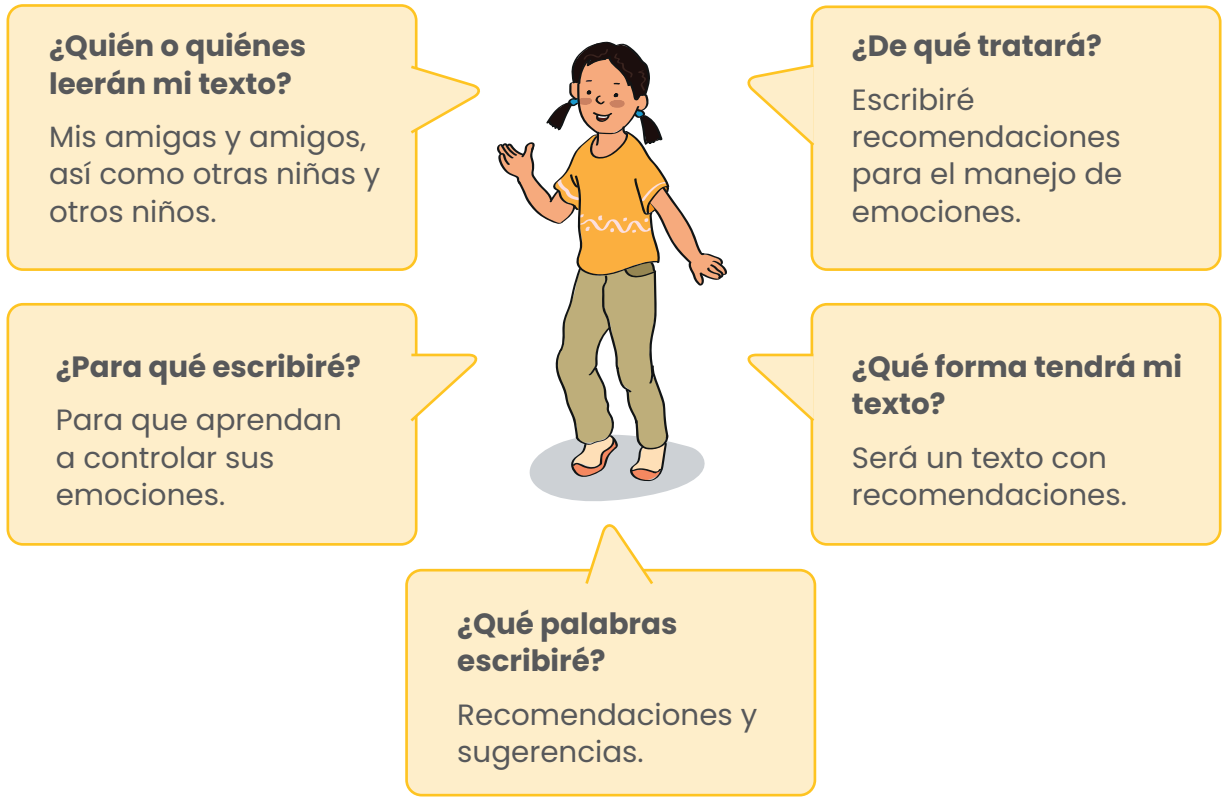 ¿Quién o quiénes
leerán mi texto?
Mis amigas y amigos,
así como otras niñas y
otros niños.
¿De qué tratará?
Escribiré
recomendaciones
para el manejo de
emociones.
¿Para qué escribiré?
Para que aprendan
a controlar sus
emociones.
¿Qué forma tendrá mi
texto?
Será un texto con
recomendaciones.
¿Qué palabras
escribiré?
Recomendaciones y
sugerencias.